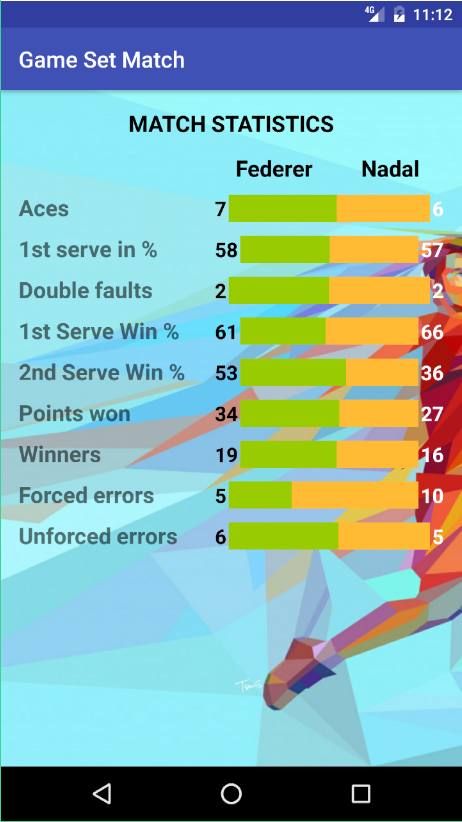 4G 11:12
Game Set Match
MATCH STATISTICS
Federer Nadal
Aces 7 6
1st serve in % 58 57
Double faults 2 2
1st Serve Win % 61 66
2nd Serve Win % 53 36
Points won 34 27
Winners 19 16
Forced errors 5 10
Unforced errors 6 5